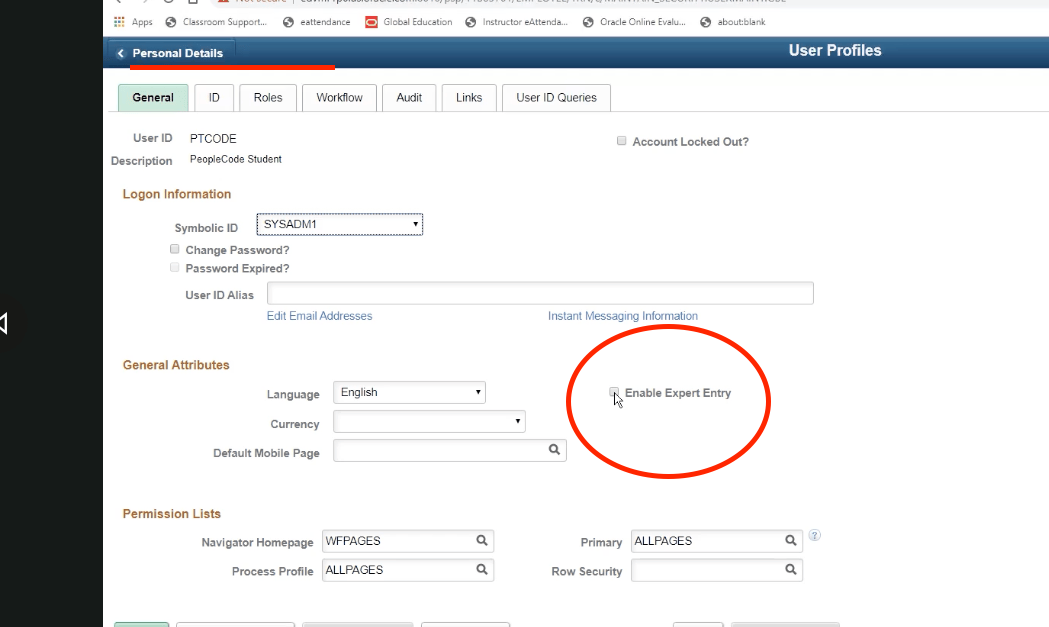 Apps Classroom Support... eattendance Global Education Instructor eAttenda... Oracle Online Evalu... about:blank
Personal Details User Profiles
General ID Roles Workflow Audit Links User ID Queries
User ID PTCODE Account Locked Out?
Description PeopleCode Student
Logon Information
Symbolic ID SYSADM1
Change Password?
Password Expired?
User ID Alias
Edit Email Addresses Instant Messaging Information
General Attributes
Language English Enable Expert Entry
Currency
Default Mobile Page
Permission Lists
Navigator Homepage WFPAGES Primary ALLPAGES ?
Process Profile ALLPAGES Row Security